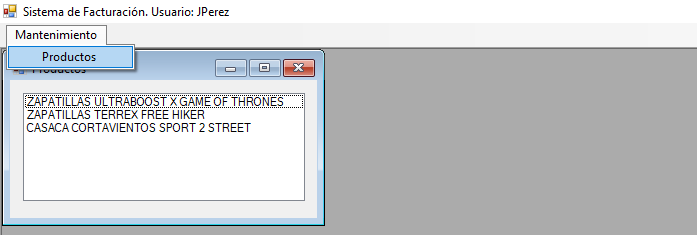 Sistema de Facturación. Usuario: JPerez
Mantenimiento
Productos
Productos
ZAPATILLAS ULTRABOOST X GAME OF THRONES
ZAPATILLAS TERREX FREE HIKER
CASACA CORTAVIENTOS SPORT 2 STREET